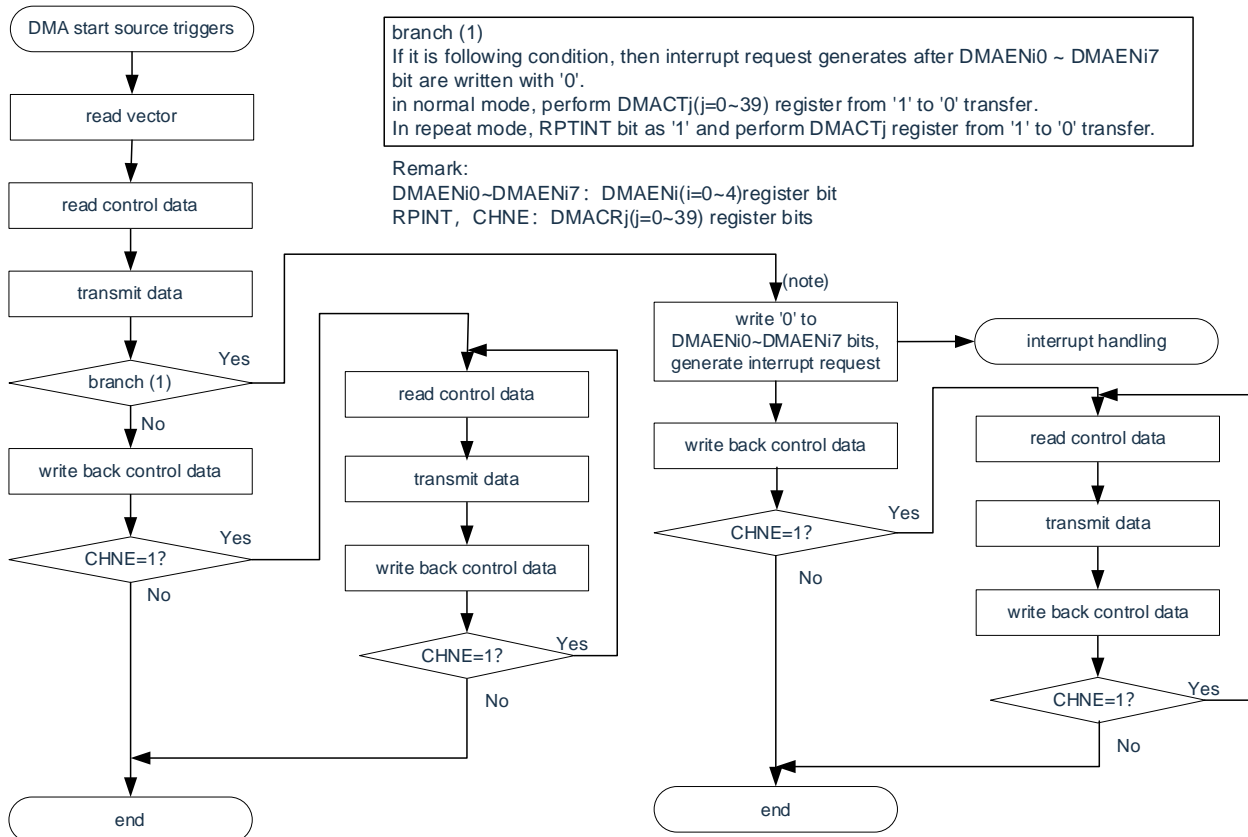 DMA start source triggers
read vector
read control data
transmit data
branch (1)
Yes
No
write back control data
CHNE=1?
Yes
No
end
read control data
transmit data
write back control data
CHNE=1?
Yes
No
branch (1)
If it is following condition, then interrupt request generates after DMAENi0 ~ DMAENi7
bit are written with '0'.
in normal mode, perform DMACTj(j=0~39) register from '1' to '0' transfer.
In repeat mode, RPTINT bit as '1' and perform DMACTj register from '1' to '0' transfer.
Remark:
DMAENi0~DMAENi7: DMAENi(i=0~4)register bit
RPINT, CHNE: DMACRj(j=0~39) register bits
(note)
write '0' to
DMAENi0~DMAENi7 bits,
generate interrupt request
interrupt handling
write back control data
CHNE=1?
Yes
No
end
read control data
transmit data
write back control data
CHNE=1?
Yes
No